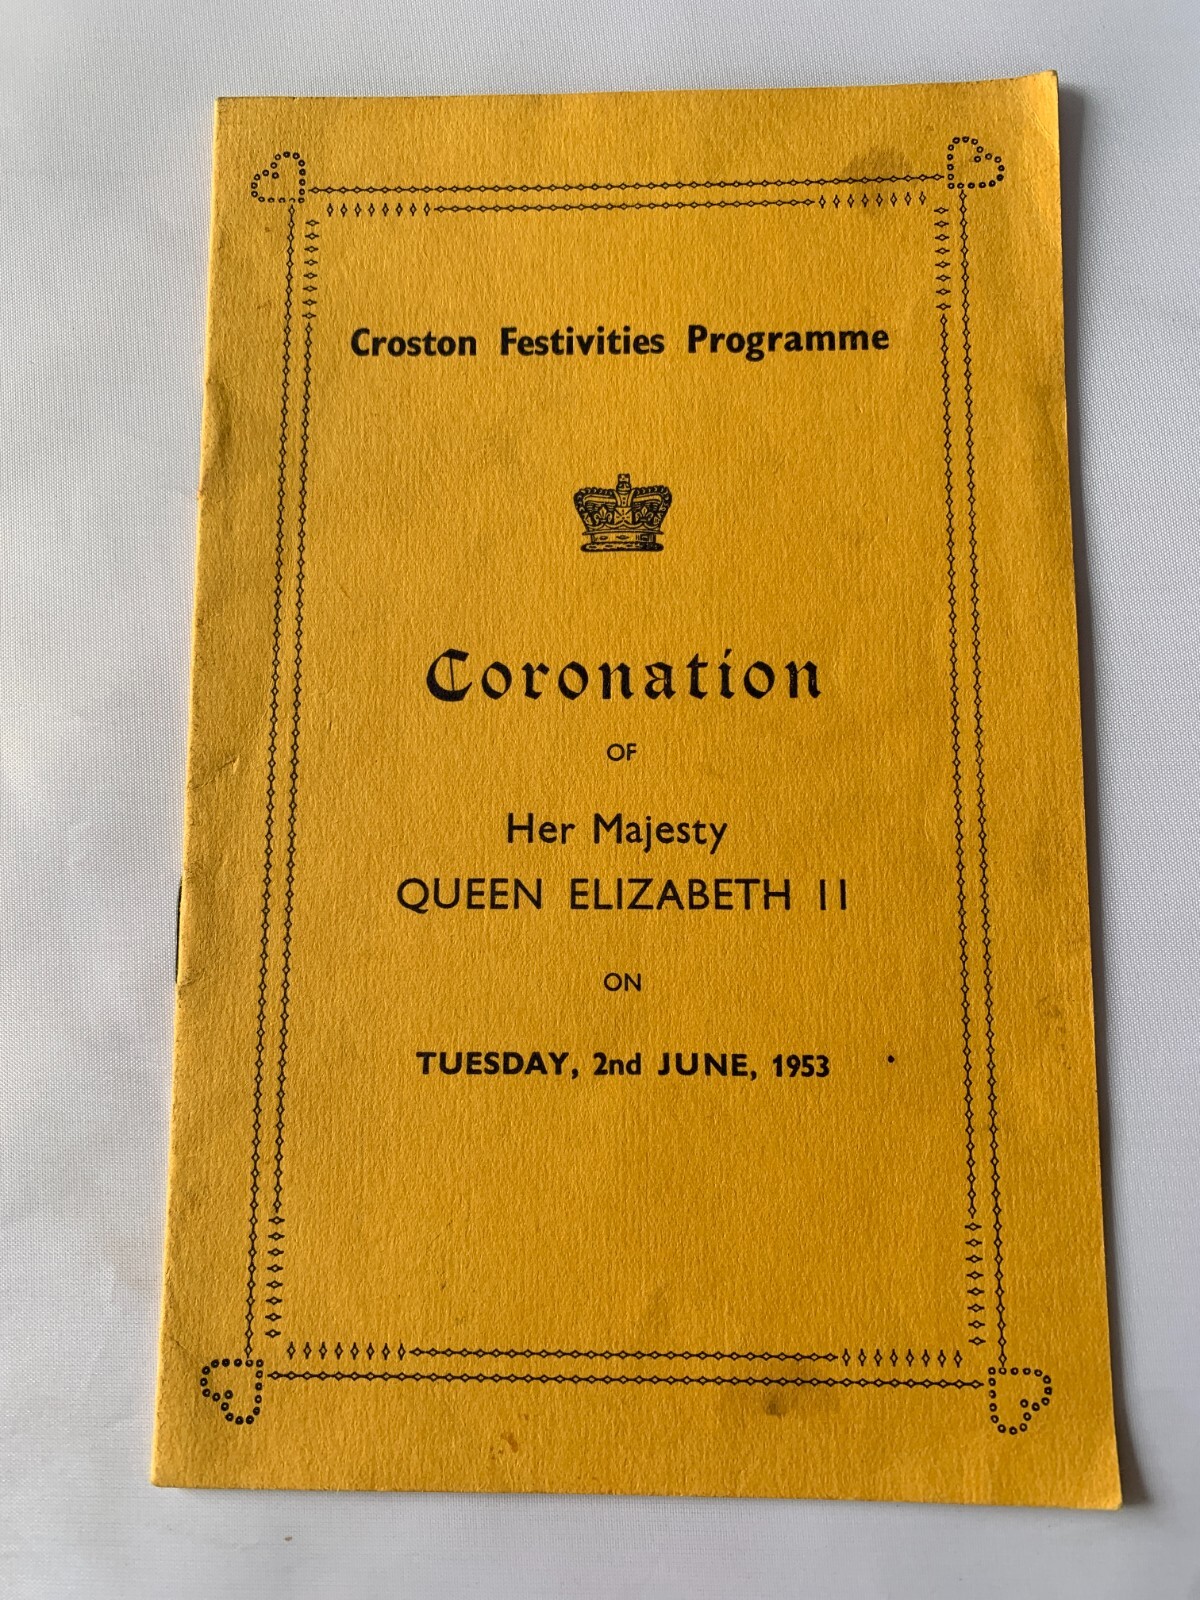 Croston Festivities Programme
Coronation
OF
Her Majesty
QUEEN ELIZABETH II
ON
TUESDAY, 2nd JUNE, 1953